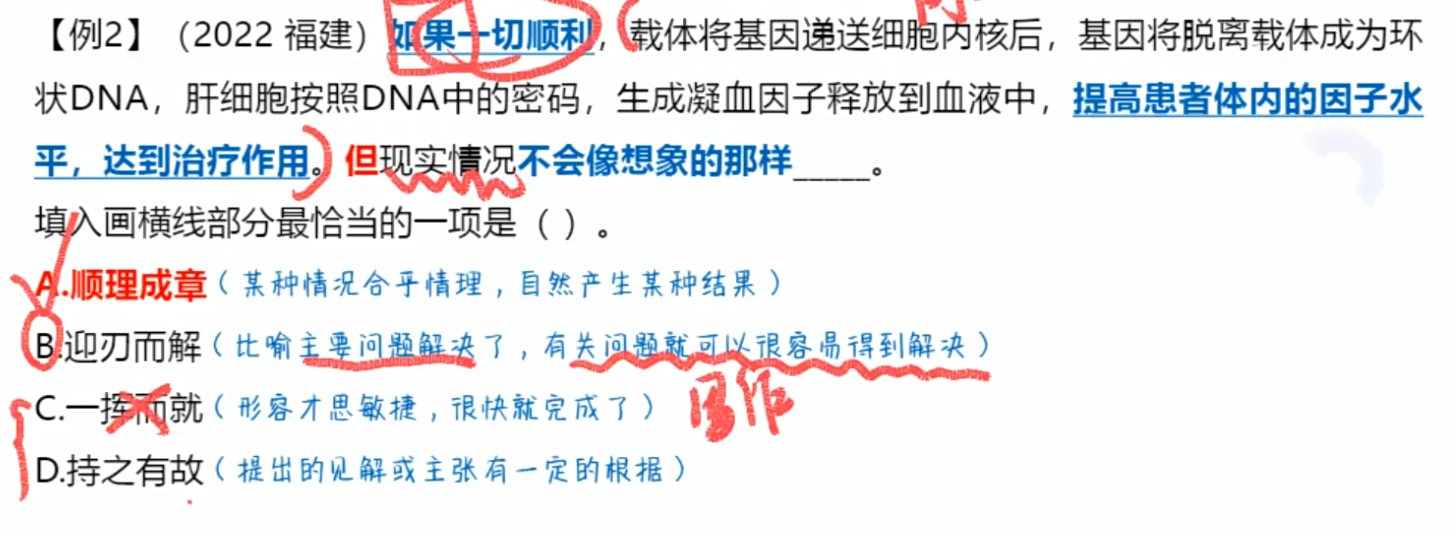 【例2】（2022 福建）如果一切顺利，载体将基因递送细胞内核后，基因将脱离载体成为环
状DNA，肝细胞按照DNA中的密码，生成凝血因子释放到血液中，提高患者体内的因子水
平，达到治疗作用。但现实情况不会像想象的那样_____。
填入画横线部分最恰当的一项是（ ）。
A.顺理成章（某种情况合乎情理，自然产生某种结果）
B.迎刃而解（比喻主要问题解决了，有关问题就可以很容易得到解决）
C.一挥而就（形容才思敏捷，很快就完成了）
D.持之有故（提出的见解或主张有一定的根据）